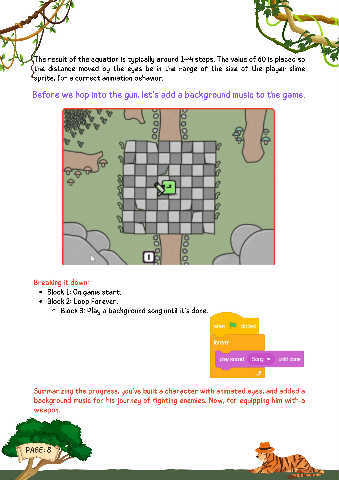 The result of the equation is typically around 1-4 steps. The value of 60 is placed so
the distance moved by the eyes be in the range of the size of the player slime
sprite, for a correct animation behavior.
Before we hop into the gun, let's add a background music to the game.
1
Breaking it down:
• Block 1: On game start.
• Block 2: Loop Forever.
◦ Block 3: Play a background song until it's done.
when clicked
forever
play sound Song until done
Summarizing the progress, you've built a character with animated eyes, and added a
background music for his journey of fighting enemies. Now, for equipping him with a
weapon.
PAGE: 8